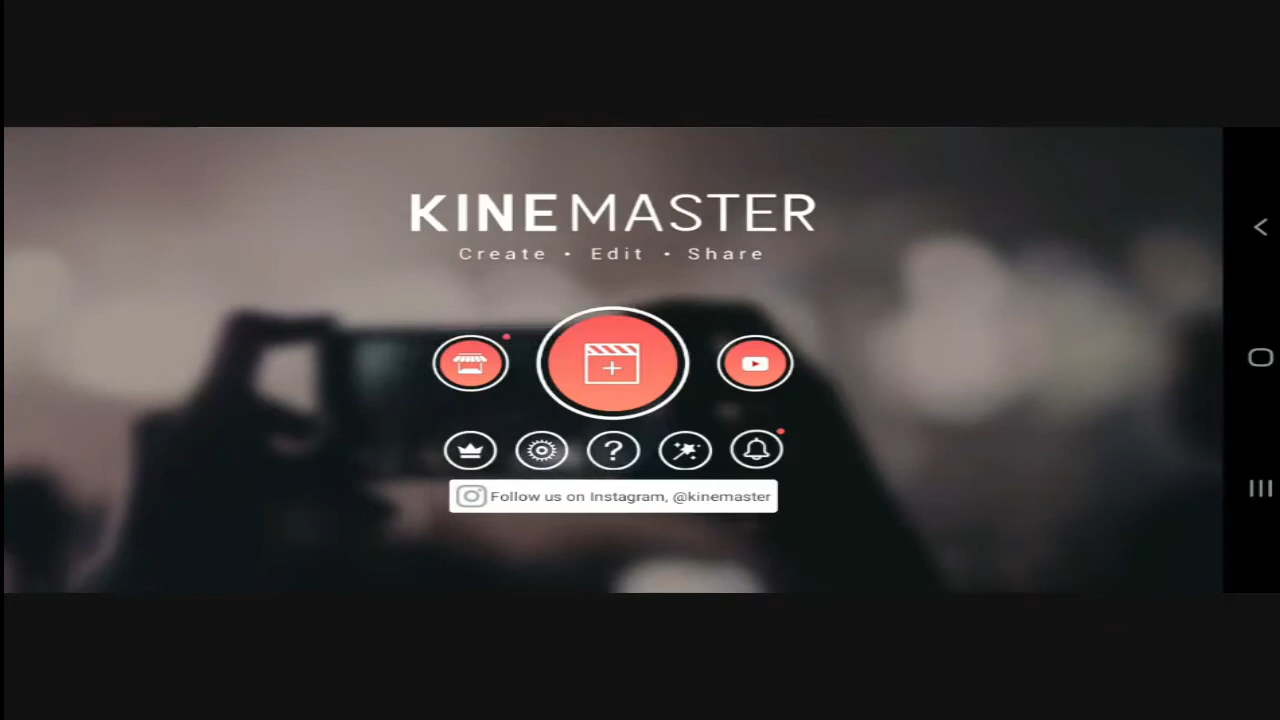 KINEMASTER
Create • Edit • Share
?
Follow us on Instagram, @kinemaster